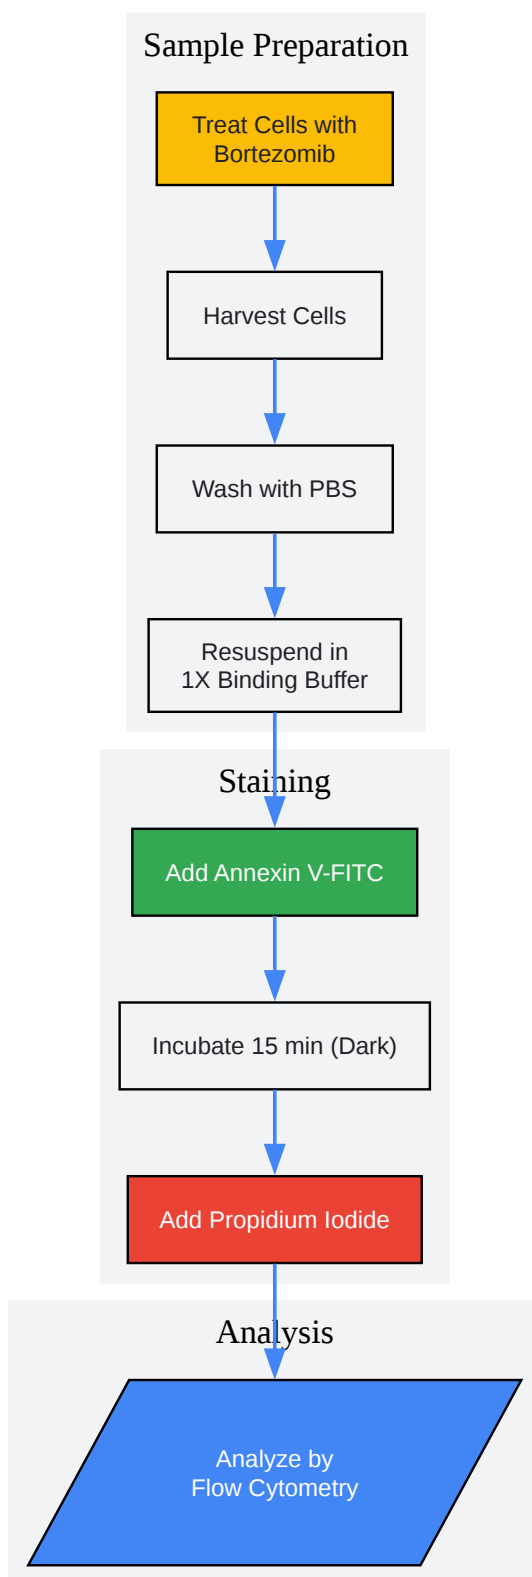 Sample Preparation
Treat Cells with
Bortezomib
Harvest Cells
Wash with PBS
Resuspend in
1X Binding Buffer
Staining
Add Annexin V-FITC
Incubate 15 min (Dark)
Add Propidium Iodide
Analysis
Analyze by
Flow Cytometry